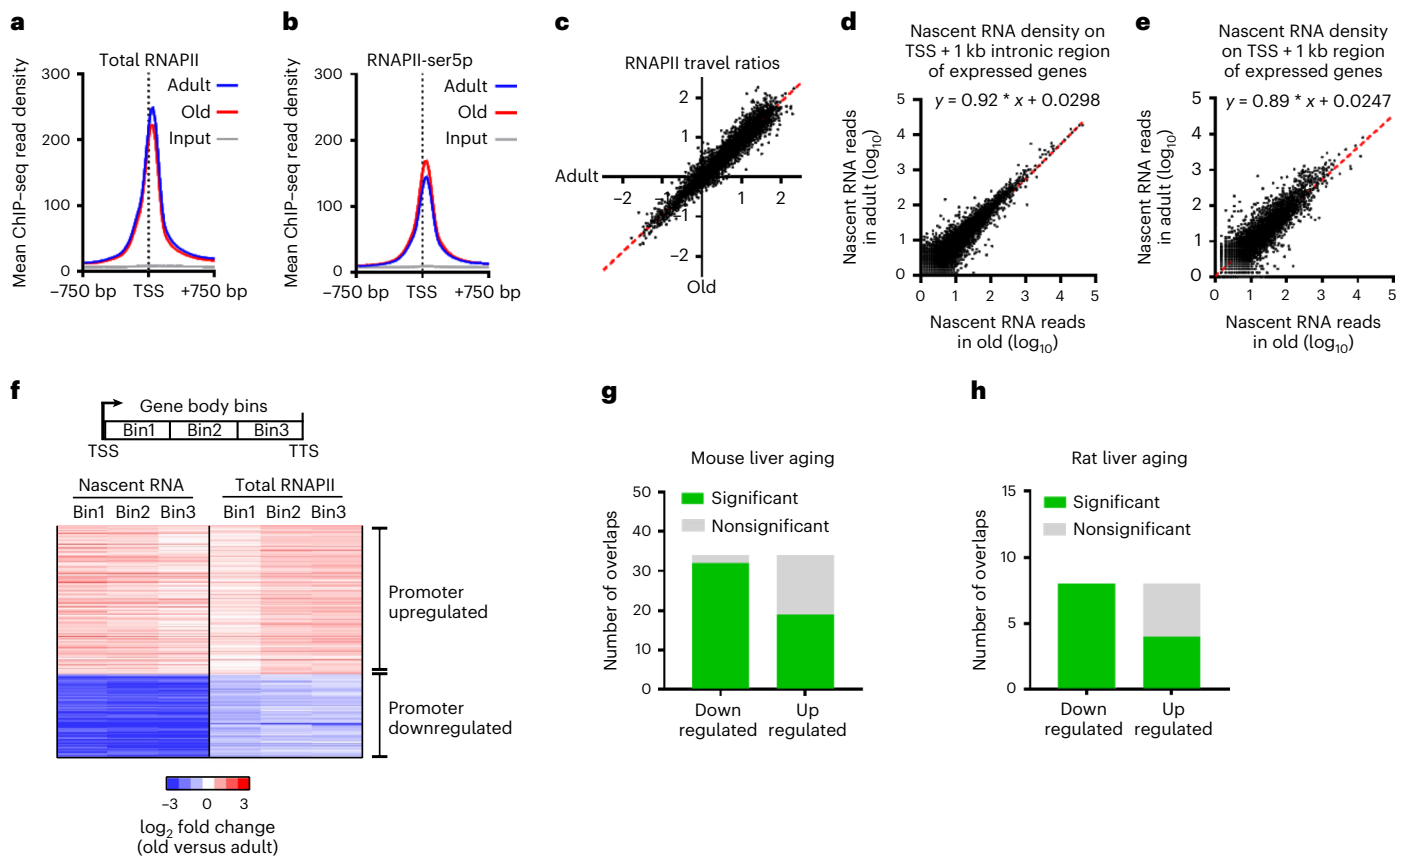 a
Total RNAPII
Mean ChIP–seq read density
300
200
100
0
Adult
Old
Input
–750 bp
TSS
+750 bp
b
RNAPII-ser5p
Mean ChIP–seq read density
300
200
100
0
Adult
Old
Input
–750 bp
TSS
+750 bp
c
RNAPII travel ratios
2
1
Adult
–2
–1
1
2
–1
–2
Old
d
Nascent RNA density on
TSS + 1 kb intronic region
of expressed genes
y = 0.92 * x + 0.0298
Nascent RNA reads
in adult (log10)
5
4
3
2
1
0
0 1 2 3 4 5
Nascent RNA reads
in old (log10)
e
Nascent RNA density
on TSS + 1 kb region
of expressed genes
y = 0.89 * x + 0.0247
Nascent RNA reads
in adult (log10)
5
4
3
2
1
0
0 1 2 3 4 5
Nascent RNA reads
in old (log10)
f
Gene body bins
Bin1 Bin2 Bin3
TSS TTS
Nascent RNA Total RNAPII
Bin1 Bin2 Bin3 Bin1 Bin2 Bin3
Promoter
upregulated
Promoter
downregulated
–3 0 3
log2 fold change
(old versus adult)
g
Mouse liver aging
Number of overlaps
50
40
30
20
10
0
Significant
Nonsignificant
Down
regulated
Up
regulated
h
Rat liver aging
Number of overlaps
15
10
5
0
Significant
Nonsignificant
Down
regulated
Up
regulated